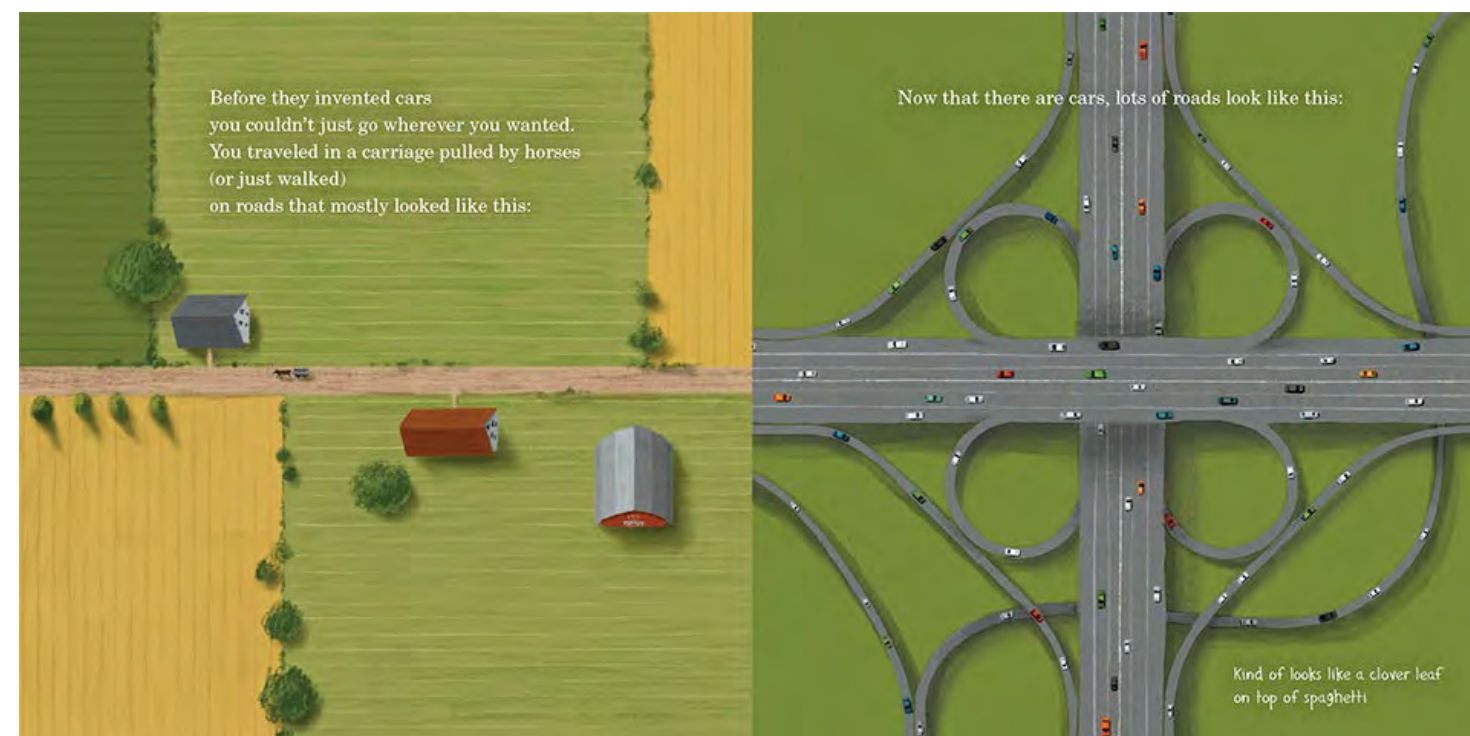 Before they invented cars
you couldn't just go wherever you wanted.
You traveled in a carriage pulled by horses
(or just walked)
on roads that mostly looked like this:
Now that there are cars, lots of roads look like this:
Kind of looks like a clover leaf
on top of spaghetti